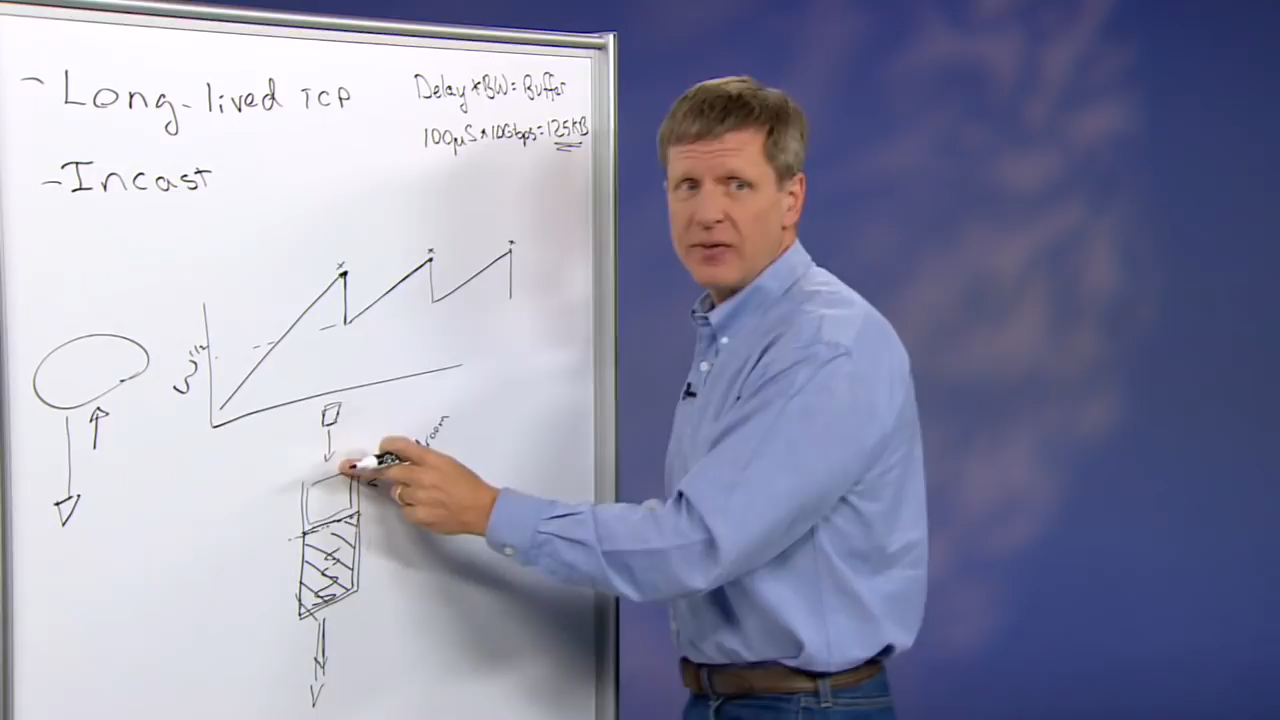 - Long-lived TCP
Delay * BW = Buffer
100µS * 10Gbps = 125KB
- Incast
W
x x x